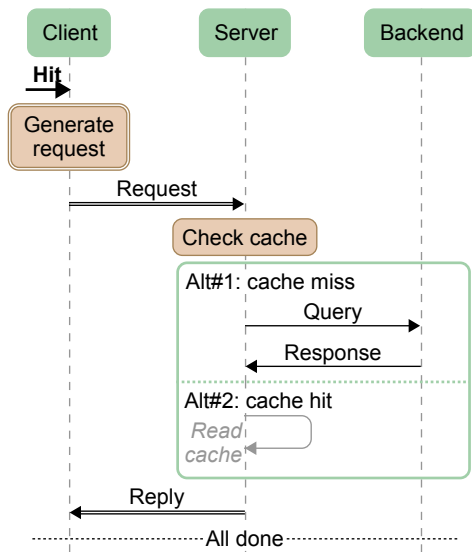 Client
Server
Backend
Hit
Generate
request
Request
Check cache
Alt#1: cache miss
Query
Response
Alt#2: cache hit
Read
cache
Reply
All done